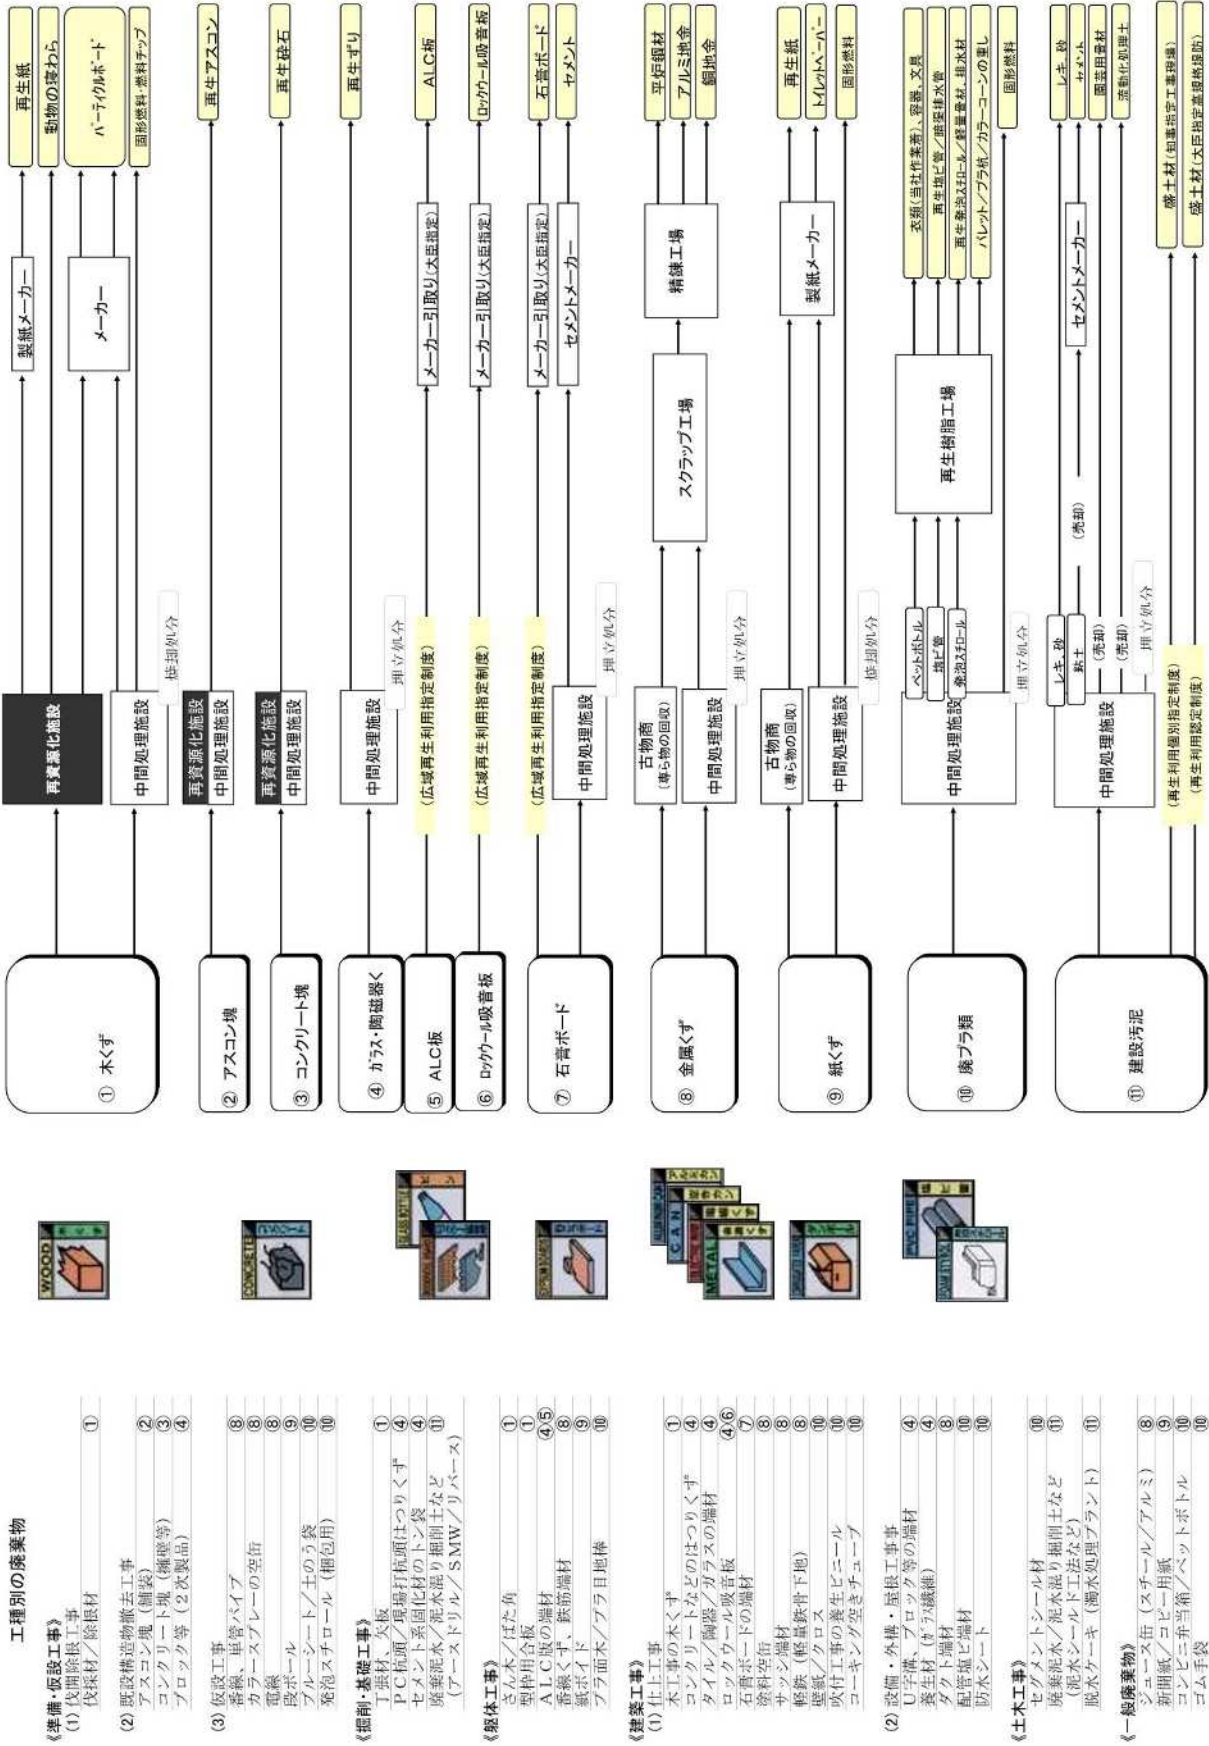 工種別の廃棄物
《準備・仮設工事》
(1) 伐開除根工事
伐採材／除根材 ①
(2) 既設構造物撤去工事
アスコン塊（舗装） ②
コンクリート塊（擁壁等） ③
ブロック等（２次製品） ④
(3) 仮設工事
番線、単管パイプ ⑧
カラースプレーの空缶 ⑧
電線 ⑧
段ボール ⑨
ブルーシート／土のう袋 ⑩
発泡スチロール（梱包用） ⑩
《掘削・基礎工事》
丁張材、矢板 ①
ＰＣ杭頭／現場打杭頭はつりくず ④
セメント系固化材のトン袋 ④
廃棄泥水／泥水混り掘削土など ⑪
（アースドリル／ＳＭＷ／リバース）
《躯体工事》
さん木／ばた角 ①
型枠用合板 ①
ＡＬＣ版の端材 ④⑤
番線くず、鉄筋端材 ⑧
紙ボイド ⑨
プラ面木／プラ目地棒 ⑩
《建築工事》
(1) 仕上工事
木工事の木くず ①
コンクリートなどのはつりくず ④
タイル／陶器／ガラスの端材 ④
ロックウール吸音板 ④⑥
石膏ボードの端材 ⑦
塗料空缶 ⑧
サッシ端材 ⑧
軽鉄（軽量鉄骨下地） ⑧
壁紙／クロス ⑩
吹付工事の養生ビニール ⑩
コーキング空きチューブ ⑩
(2) 設備・外構・屋根工事事
Ｕ字溝、ブロック等の端材 ④
養生材（ｶﾞﾗｽ繊維） ④
ダクト端材 ⑧
配管塩ビ端材 ⑩
防水シート ⑩
《土木工事》
セグメントシール材 ⑩
廃棄泥水／泥水混り掘削土など ⑪
（泥水シールド工法など）
脱水ケーキ（濁水処理プラント） ⑪
《一般廃棄物》
ジュース缶（スチール／アルミ） ⑧
新聞紙／コピー用紙 ⑨
コンビニ弁当箱／ペットボトル ⑩
ゴム手袋 ⑩
WOOD
木くず
CONCRETE
GLASS BOTTLE
ビン
CAN
METAL
金属くず
PVC PIPE
塩ビ管
① 木くず
再資源化施設
中間処理施設
焼却処分
製紙メーカー
メーカー
再生紙
動物の寝わら
ﾊﾟｰﾃｨｸﾙﾎﾞｰﾄﾞ
固形燃料・燃料チップ
② アスコン塊
再資源化施設
中間処理施設
再生アスコン
③ コンクリート塊
再資源化施設
中間処理施設
再生砕石
④ ｶﾞﾗｽ・陶磁器く
中間処理施設
埋立処分
再生ずり
⑤ ALC板
（広域再生利用指定制度）
メーカー引取り（大臣指定）
ALC板
⑥ ﾛｯｸｳｰﾙ吸音板
（広域再生利用指定制度）
メーカー引取り（大臣指定）
ﾛｯｸｳｰﾙ吸音板
⑦ 石膏ボード
（広域再生利用指定制度）
中間処理施設
埋立処分
メーカー引取り（大臣指定）
セメントメーカー
石膏ボード
セメント
⑧ 金属くず
古物商
（専ら物の回収）
中間処理施設
埋立処分
スクラップ工場
精錬工場
平炉鋼材
アルミ地金
銅地金
⑨ 紙くず
古物商
（専ら物の回収）
中間処理施設
焼却処分
製紙メーカー
再生紙
ﾄｲﾚｯﾄﾍﾟｰﾊﾟｰ
固形燃料
⑩ 廃プラ類
中間処理施設
ペットボトル
塩ビ管
発泡ｽﾁﾛｰﾙ
埋立処分
再生樹脂工場
衣類（当社作業着）、容器、文具
再生塩ビ管／暗渠排水管
再生発泡ｽﾁﾛｰﾙ／軽量骨材、排水材
パレット／プラ杭／カラーコーンの重し
固形燃料
⑪ 建設汚泥
中間処理施設
レキ、砂
粘土
（売却）
（売却）
（売却）
埋立処分
セメントメーカー
レキ、砂
セメント
園芸用骨材
流動化処理土
（再生利用個別指定制度）
（再生利用認定制度）
盛土材（知事指定工事現場）
盛土材（大臣指定高規格堤防）